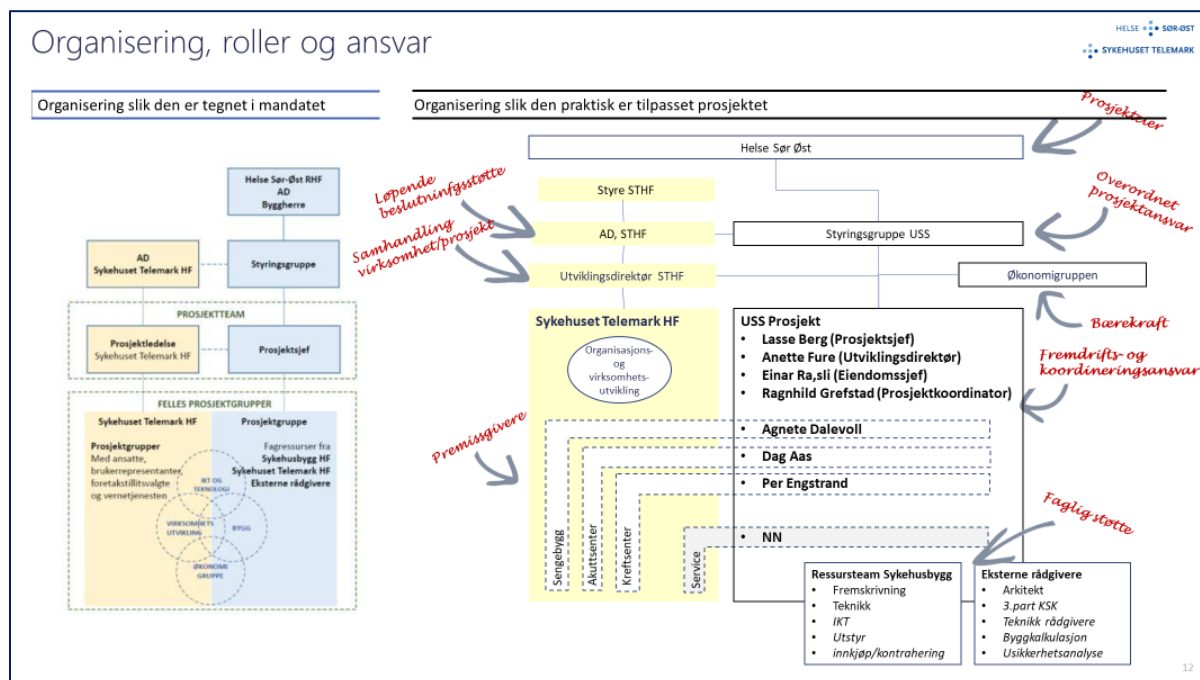 Organisering, roller og ansvar
HELSE SØR-ØST
SYKEHUSET TELEMARK
Organisering slik den er tegnet i mandatet
Helse Sør-Øst RHF
AD
Byggherre
AD
Sykehuset Telemark HF
Styringsgruppe
PROSJEKTTEAM
Prosjektledelse
Sykehuset Telemark HF
Prosjektsjef
FELLES PROSJEKTGRUPPER
Sykehuset Telemark HF
Prosjektgrupper
Med ansatte,
brukerrepresentanter,
foretakstillitsvalgte
og vernetjenesten
Prosjektgruppe
Fagressurser fra
Sykehusbygg HF
Sykehuset Telemark HF
Eksterne rådgivere
IKT OG
TEKNOLOGI
VIRKSOMHETS
UTVIKLING
BYGG
ØKONOMI
GRUPPE
Organisering slik den praktisk er tilpasset prosjektet
Prosjekteier
Helse Sør Øst
Løpende
beslutninfgsstøtte
Styre STHF
Overordnet
prosjektansvar
AD, STHF
Styringsgruppe USS
Samhandling
virksomhet/prosjekt
Utviklingsdirektør STHF
Økonomigruppen
Bærekraft
Sykehuset Telemark HF
Organisasjons-
og
virksomhets-
utvikling
USS Prosjekt
• Lasse Berg (Prosjektsjef)
• Anette Fure (Utviklingsdirektør)
• Einar Ra,sli (Eiendomssjef)
• Ragnhild Grefstad (Prosjektkoordinator)
Fremdrifts- og
koordineringsansvar
• Agnete Dalevoll
• Dag Aas
• Per Engstrand
• NN
Premissgivere
Sengebygg
Akuttsenter
Kreftsenter
Service
Faglig støtte
Ressursteam Sykehusbygg
• Fremskrivning
• Teknikk
• IKT
• Utstyr
• innkjøp/kontrahering
Eksterne rådgivere
• Arkitekt
• 3.part KSK
• Teknikk rådgivere
• Byggkalkulasjon
• Usikkerhetsanalyse
12